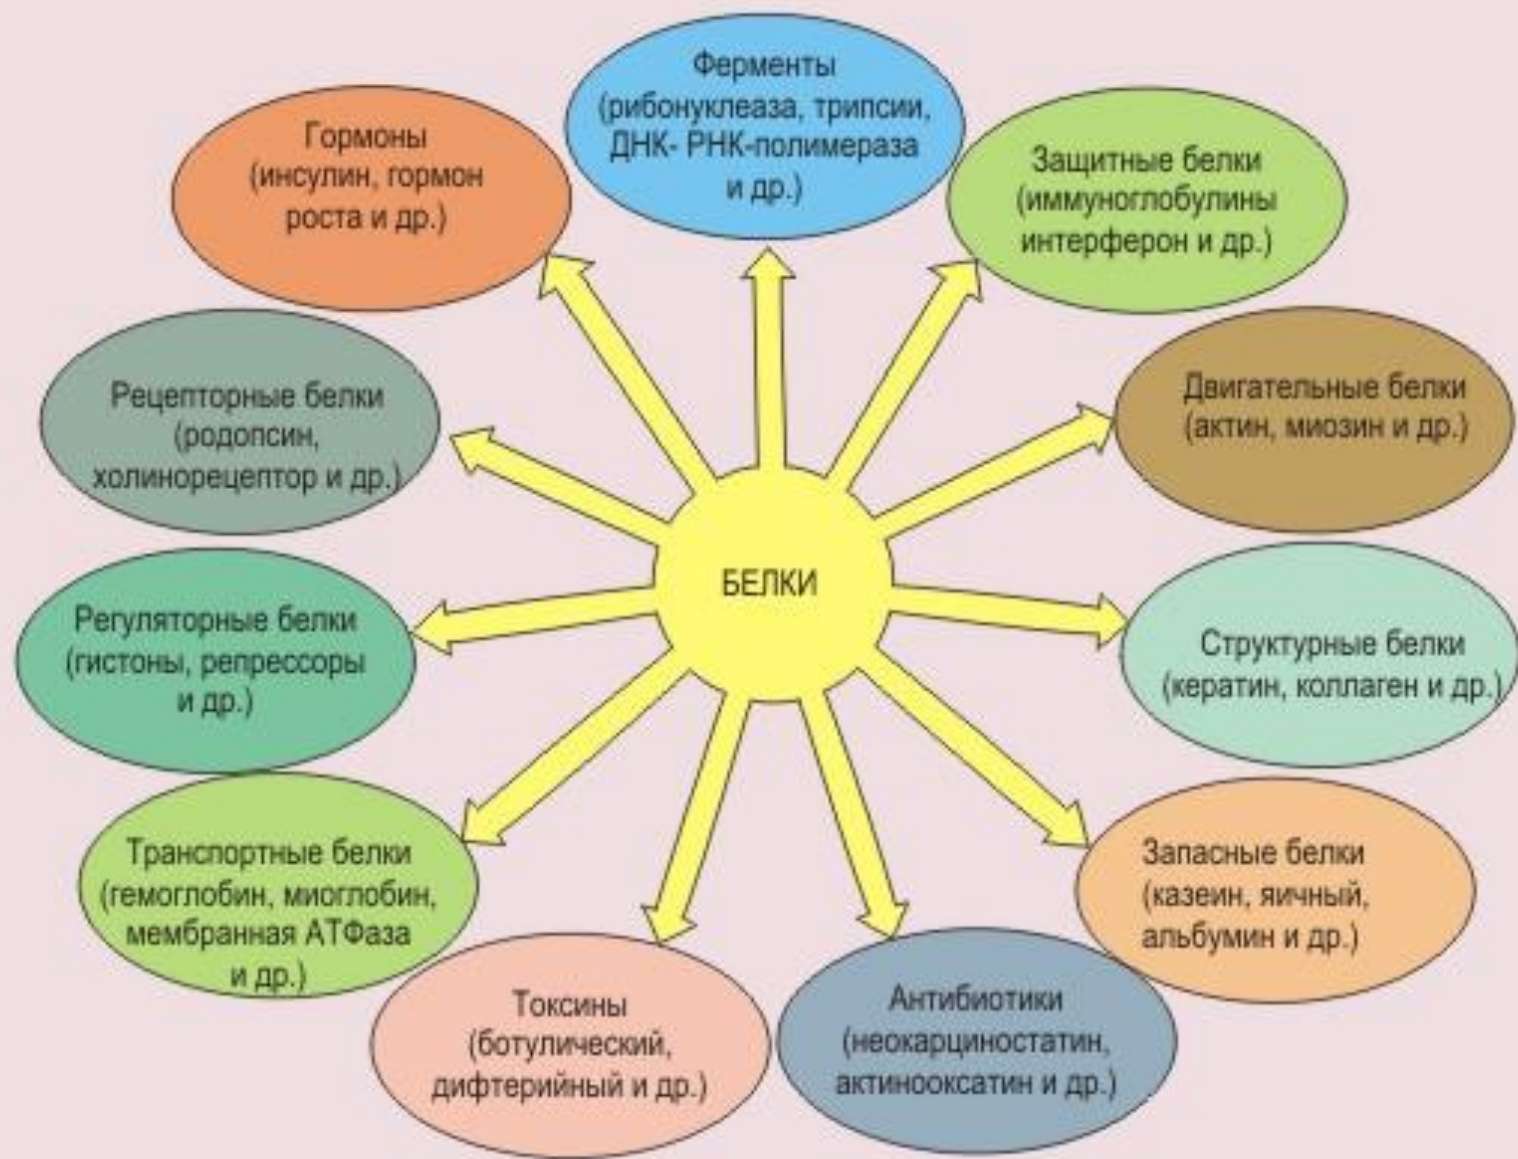 Ферменты
(рибонуклеаза, трипсии,
ДНК- РНК-полимераза
и др.)
Защитные белки
(иммуноглобулины
интерферон и др.)
Двигательные белки
(актин, миозин и др.)
Структурные белки
(кератин, коллаген и др.)
Запасные белки
(казеин, яичный,
альбумин и др.)
Антибиотики
(неокарциностатин,
актинооксатин и др.)
Токсины
(ботулический,
дифтерийный и др.)
Транспортные белки
(гемоглобин, миоглобин,
мембранная АТФаза
и др.)
Регуляторные белки
(гистоны, репрессоры
и др.)
Рецепторные белки
(родопсин,
холинорецептор и др.)
Гормоны
(инсулин, гормон
роста и др.)
БЕЛКИ